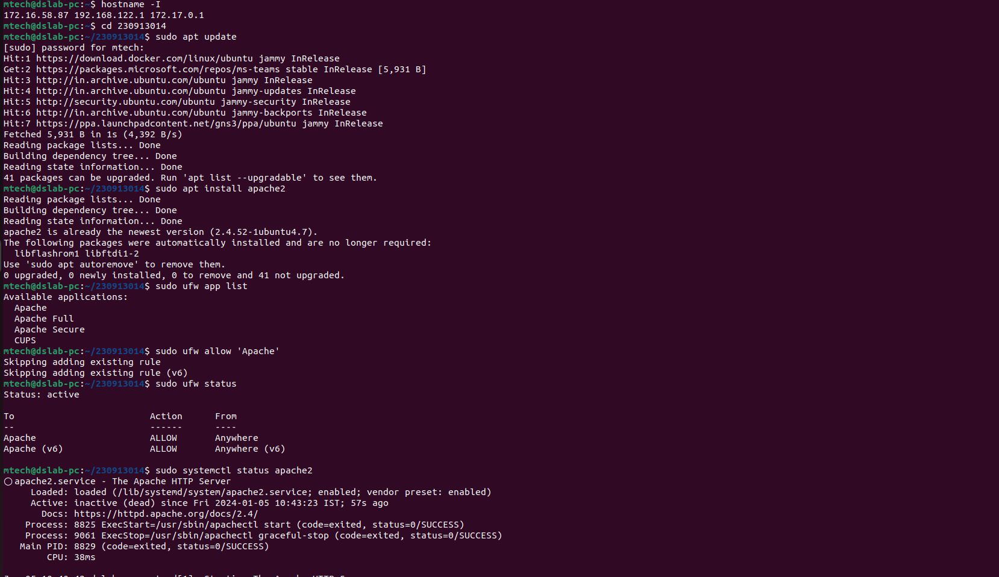 mtech@dslab-pc:~$ hostname -I
172.16.58.87 192.168.122.1 172.17.0.1
mtech@dslab-pc:~$ cd 230913014
mtech@dslab-pc:~/230913014$ sudo apt update
[sudo] password for mtech:
Hit:1 https://download.docker.com/linux/ubuntu jammy InRelease
Get:2 https://packages.microsoft.com/repos/ms-teams stable InRelease [5,931 B]
Hit:3 http://in.archive.ubuntu.com/ubuntu jammy InRelease
Hit:4 http://in.archive.ubuntu.com/ubuntu jammy-updates InRelease
Hit:5 http://security.ubuntu.com/ubuntu jammy-security InRelease
Hit:6 http://in.archive.ubuntu.com/ubuntu jammy-backports InRelease
Hit:7 https://ppa.launchpadcontent.net/gns3/ppa/ubuntu jammy InRelease
Fetched 5,931 B in 1s (4,392 B/s)
Reading package lists... Done
Building dependency tree... Done
Reading state information... Done
41 packages can be upgraded. Run 'apt list --upgradable' to see them.
mtech@dslab-pc:~/230913014$ sudo apt install apache2
Reading package lists... Done
Building dependency tree... Done
Reading state information... Done
apache2 is already the newest version (2.4.52-1ubuntu4.7).
The following packages were automatically installed and are no longer required:
  libflashrom1 libftdi1-2
Use 'sudo apt autoremove' to remove them.
0 upgraded, 0 newly installed, 0 to remove and 41 not upgraded.
mtech@dslab-pc:~/230913014$ sudo ufw app list
Available applications:
  Apache
  Apache Full
  Apache Secure
  CUPS
mtech@dslab-pc:~/230913014$ sudo ufw allow 'Apache'
Skipping adding existing rule
Skipping adding existing rule (v6)
mtech@dslab-pc:~/230913014$ sudo ufw status
Status: active
To                         Action      From
--                         ------      ----
Apache                     ALLOW       Anywhere
Apache (v6)                ALLOW       Anywhere (v6)
mtech@dslab-pc:~/230913014$ sudo systemctl status apache2
○ apache2.service - The Apache HTTP Server
     Loaded: loaded (/lib/systemd/system/apache2.service; enabled; vendor preset: enabled)
     Active: inactive (dead) since Fri 2024-01-05 10:43:23 IST; 57s ago
       Docs: https://httpd.apache.org/docs/2.4/
    Process: 8825 ExecStart=/usr/sbin/apachectl start (code=exited, status=0/SUCCESS)
    Process: 9061 ExecStop=/usr/sbin/apachectl graceful-stop (code=exited, status=0/SUCCESS)
   Main PID: 8829 (code=exited, status=0/SUCCESS)
        CPU: 38ms